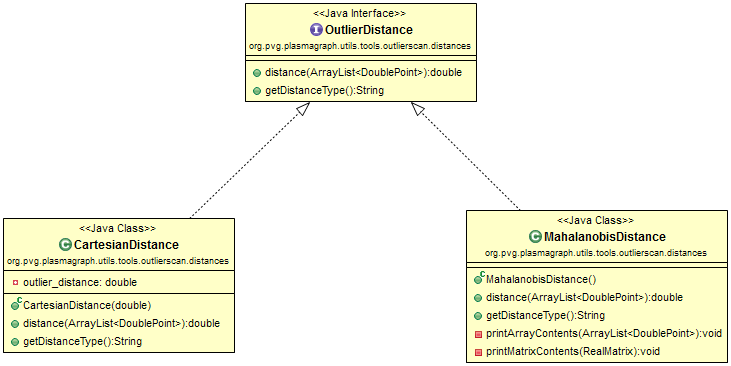 <<Java Interface>>
I OutlierDistance
org.pvg.plasmagraph.utils.tools.outlierscan.distances
distance(ArrayList<DoublePoint>):double
getDistanceType():String
<<Java Class>>
C CartesianDistance
org.pvg.plasmagraph.utils.tools.outlierscan.distances
outlier_distance: double
C CartesianDistance(double)
distance(ArrayList<DoublePoint>):double
getDistanceType():String
<<Java Class>>
C MahalanobisDistance
org.pvg.plasmagraph.utils.tools.outlierscan.distances
C MahalanobisDistance()
distance(ArrayList<DoublePoint>):double
getDistanceType():String
printArrayContents(ArrayList<DoublePoint>):void
printMatrixContents(RealMatrix):void